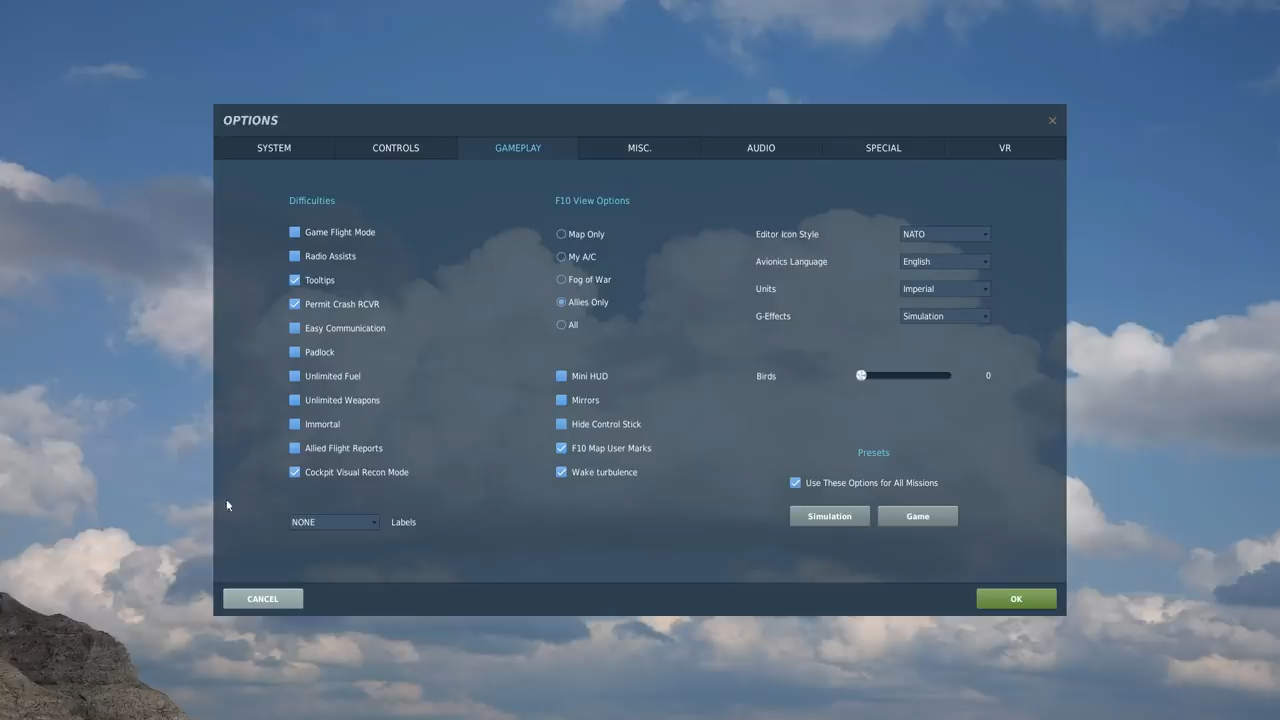 OPTIONS
SYSTEM CONTROLS GAMEPLAY MISC. AUDIO SPECIAL VR
Difficulties
Game Flight Mode
Radio Assists
Tooltips
Permit Crash RCVR
Easy Communication
Padlock
Unlimited Fuel
Unlimited Weapons
Immortal
Allied Flight Reports
Cockpit Visual Recon Mode
NONE Labels
F10 View Options
Map Only
My A/C
Fog of War
Allies Only
All
Mini HUD
Mirrors
Hide Control Stick
F10 Map User Marks
Wake turbulence
Editor Icon Style NATO
Avionics Language English
Units Imperial
G-Effects Simulation
Birds 0
Presets
Use These Options for All Missions
Simulation Game
CANCEL OK